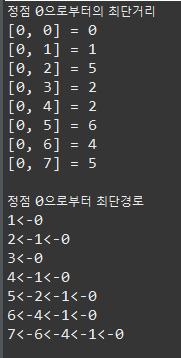 정점 0으로부터의 최단거리
[0, 0] = 0
[0, 1] = 1
[0, 2] = 5
[0, 3] = 2
[0, 4] = 2
[0, 5] = 6
[0, 6] = 4
[0, 7] = 5
정점 0으로부터 최단경로
1<-0
2<-1<-0
3<-0
4<-1<-0
5<-2<-1<-0
6<-4<-1<-0
7<-6<-4<-1<-0